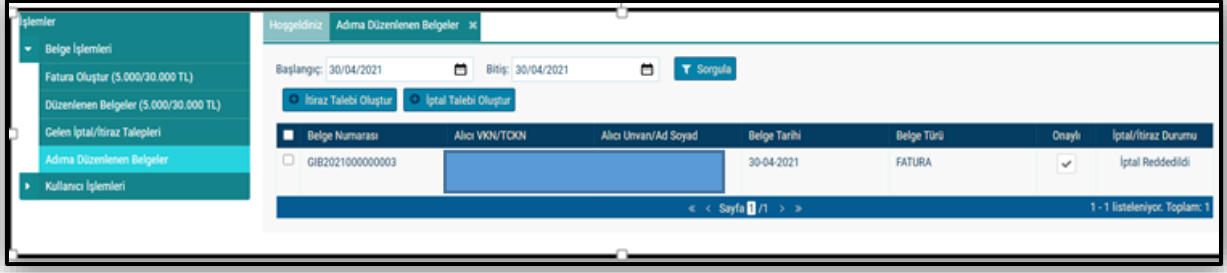 İşlemler
Belge İşlemleri
Fatura Oluştur (5.000/30.000 TL)
Düzenlenen Belgeler (5.000/30.000 TL)
Gelen İptal/İtiraz Talepleri
Adıma Düzenlenen Belgeler
Kullanıcı İşlemleri
Hoşgeldiniz Adıma Düzenlenen Belgeler
Başlangıç: 30/04/2021 Bitiş: 30/04/2021 Sorgula
İtiraz Talebi Oluştur İptal Talebi Oluştur
Belge Numarası Alıcı VKN/TCKN Alıcı Unvan/Ad Soyad Belge Tarihi Belge Türü Onaylı İptal/İtiraz Durumu
GIB2021000000003 30-04-2021 FATURA İptal Reddedildi
« < Sayfa 1 /1 > » 1 - 1 listeleniyor. Toplam: 1